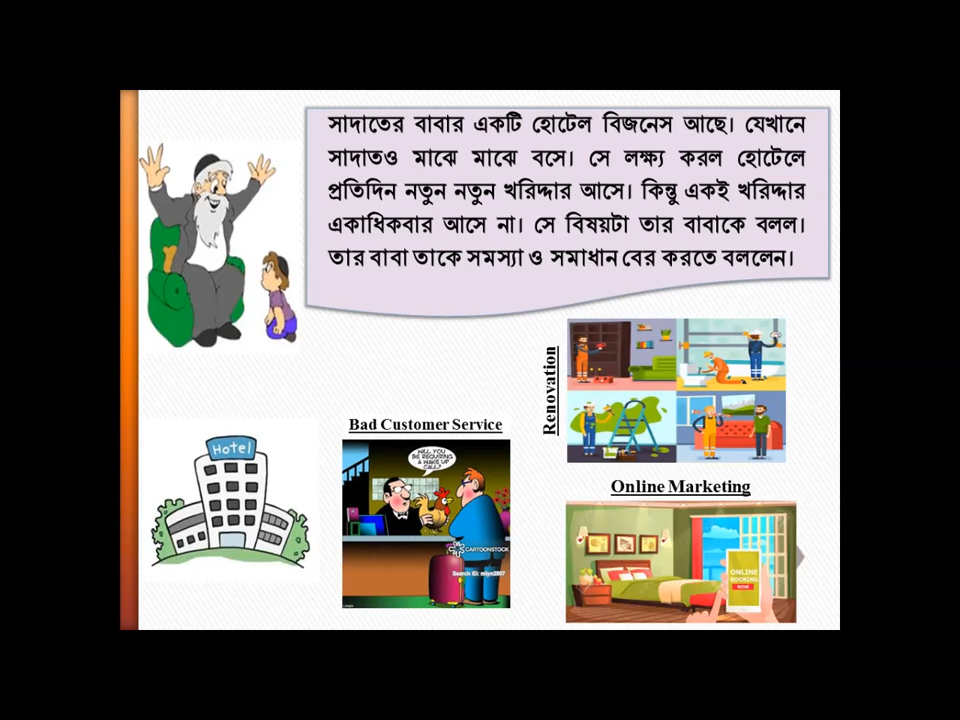 সাদাতের বাবার একটি হোটেল বিজনেস আছে। যেখানে
সাদাতও মাঝে মাঝে বসে। সে লক্ষ্য করল হোটেলে
প্রতিদিন নতুন নতুন খরিদ্দার আসে। কিন্তু একই খরিদ্দার
একাধিকবার আসে না। সে বিষয়টা তার বাবাকে বলল।
তার বাবা তাকে সমস্যা ও সমাধান বের করতে বললেন।
Renovation
Bad Customer Service
Hotel
WILL YOU
BE REQUIRING
A WAKE UP
CALL?
CARTOONSTOCK
Online Marketing
ONLINE
BOOKING